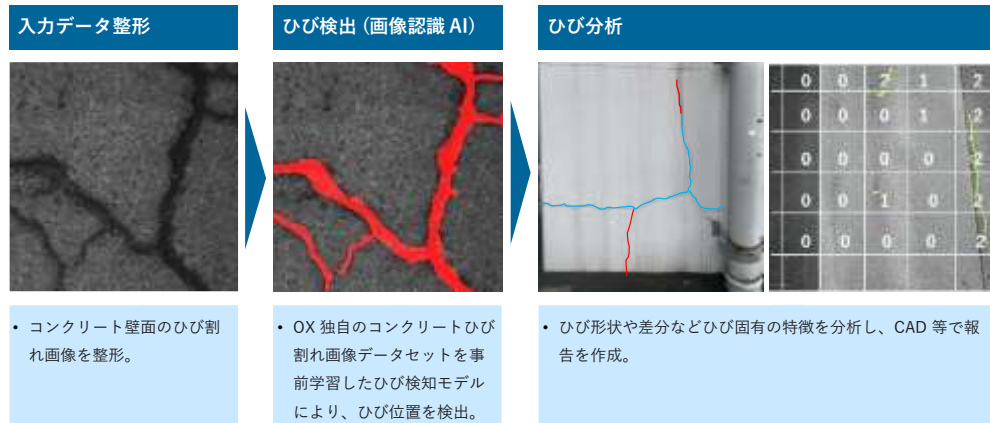 入力データ整形
ひび検出 (画像認識 AI)
ひび分析
0 0 2 1 2
0 0 0 1 2
0 0 0 0 2
0 0 1 0 2
0 0 0 0 2
• コンクリート壁面のひび割
れ画像を整形。
• OX 独自のコンクリートひび
割れ画像データセットを事
前学習したひび検知モデル
により、ひび位置を検出。
• ひび形状や差分などひび固有の特徴を分析し、CAD 等で報
告を作成。